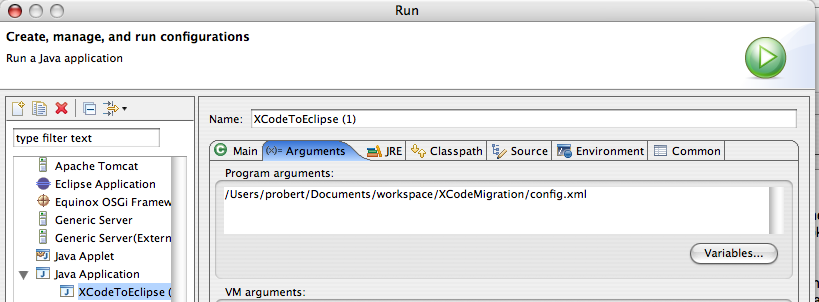 Run
Create, manage, and run configurations
Run a Java application
type filter text
Apache Tomcat
Eclipse Application
Equinox OSGi Framew
Generic Server
Generic Server(Extern
Java Applet
Java Application
XCodeToEclipse (
Name: XCodeToEclipse (1)
Main (x)= Arguments JRE Classpath Source Environment Common
Program arguments:
/Users/probert/Documents/workspace/XCodeMigration/config.xml
Variables...
VM arguments: